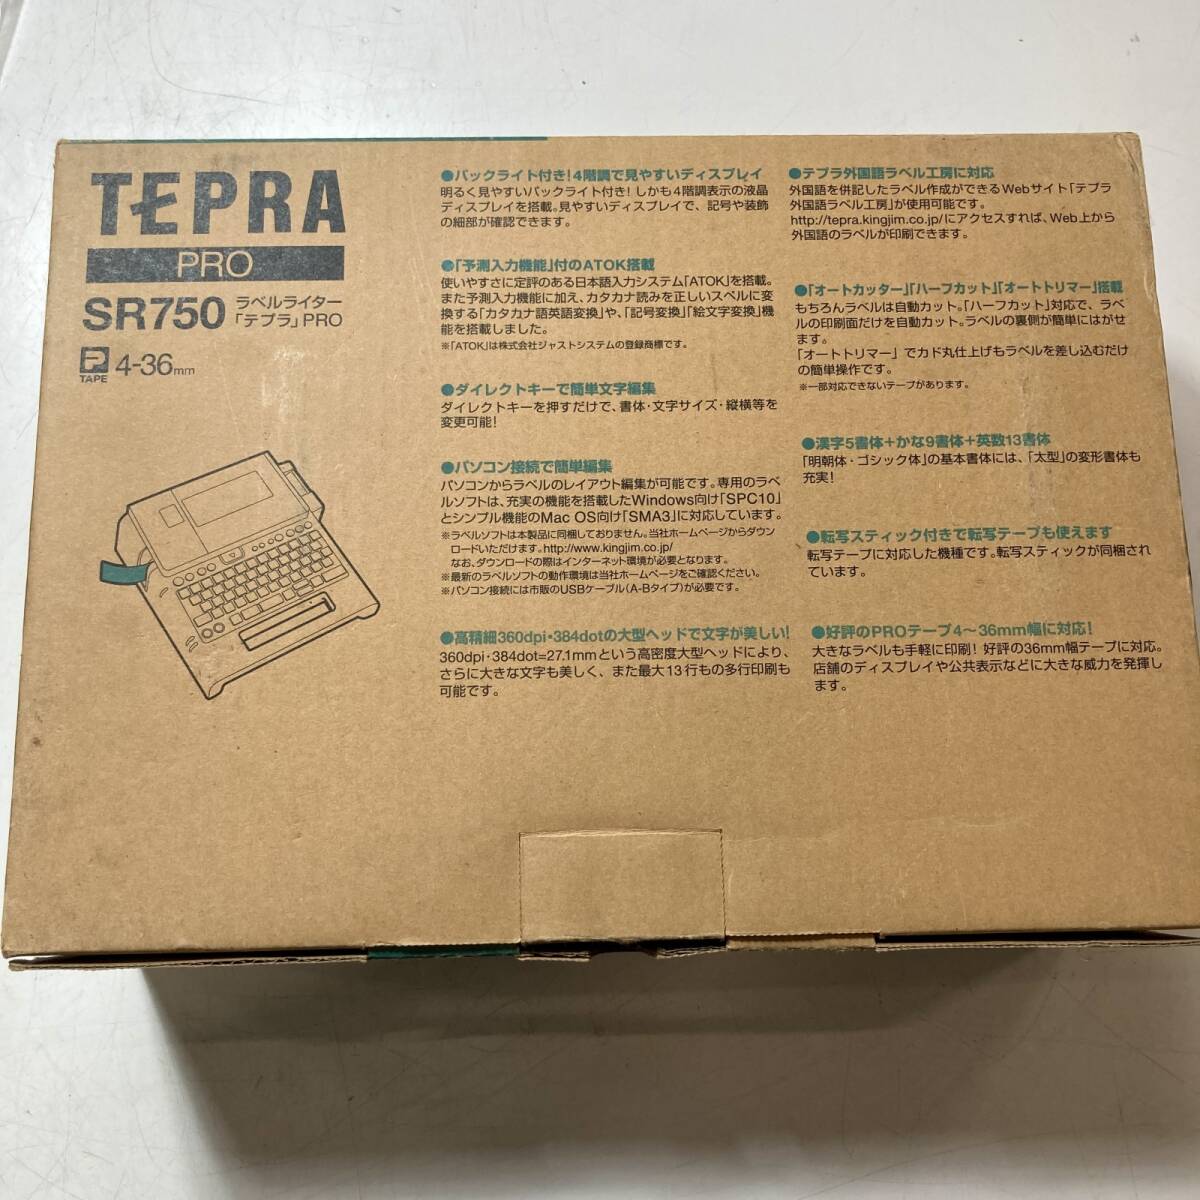 TEPRA
PRO
SR750 ラベルライター
「テプラ」PRO
TAPE 4-36mm
●バックライト付き!4階調で見やすいディスプレイ
明るく見やすいバックライト付き! しかも4階調表示の液晶
ディスプレイを搭載。見やすいディスプレイで、記号や装飾
の細部が確認できます。
●「予測入力機能」付のATOK搭載
使いやすさに定評のある日本語入力システム「ATOK」を搭載。
また予測入力機能に加え、カタカナ読みを正しいスペルに変
換する「カタカナ語英語変換」や、「記号変換」「絵文字変換」機
能を搭載しました。
※「ATOK」は株式会社ジャストシステムの登録商標です。
●ダイレクトキーで簡単文字編集
ダイレクトキーを押すだけで、書体・文字サイズ・縦横等を
変更可能!
●パソコン接続で簡単編集
パソコンからラベルのレイアウト編集が可能です。専用のラベ
ルソフトは、充実の機能を搭載したWindows向け「SPC10」
とシンプル機能のMac OS向け「SMA3」に対応しています。
※ラベルソフトは本製品に同梱しておりません。当社ホームページからダウン
ロードいただけます。http://www.kingjim.co.jp/
なお、ダウンロードの際はインターネット環境が必要となります。
※最新のラベルソフトの動作環境は当社ホームページをご確認ください。
※パソコン接続には市販のUSBケーブル(A-Bタイプ)が必要です。
●高精細360dpi・384dotの大型ヘッドで文字が美しい!
360dpi・384dot=27.1mmという高密度大型ヘッドにより、
さらに大きな文字も美しく、また最大13行もの多行印刷も
可能です。
●テプラ外国語ラベル工房に対応
外国語を併記したラベル作成ができるWebサイト「テプラ
外国語ラベル工房」が使用可能です。
http://tepra.kingjim.co.jp/にアクセスすれば、Web上から
外国語のラベルが印刷できます。
●「オートカッター」「ハーフカット」「オートトリマー」搭載
もちろんラベルは自動カット。「ハーフカット」対応で、ラベ
ルの印刷面だけを自動カット。ラベルの裏側が簡単にはがせ
ます。
「オートトリマー」でカド丸仕上げもラベルを差し込むだけ
の簡単操作です。
※一部対応できないテープがあります。
●漢字5書体+かな9書体+英数13書体
「明朝体・ゴシック体」の基本書体には、「太型」の変形書体も
充実!
●転写スティック付きで転写テープも使えます
転写テープに対応した機種です。転写スティックが同梱され
ています。
●好評のPROテープ4〜36mm幅に対応!
大きなラベルも手軽に印刷! 好評の36mm幅テープに対応。
店舗のディスプレイや公共表示などに大きな威力を発揮し
ます。